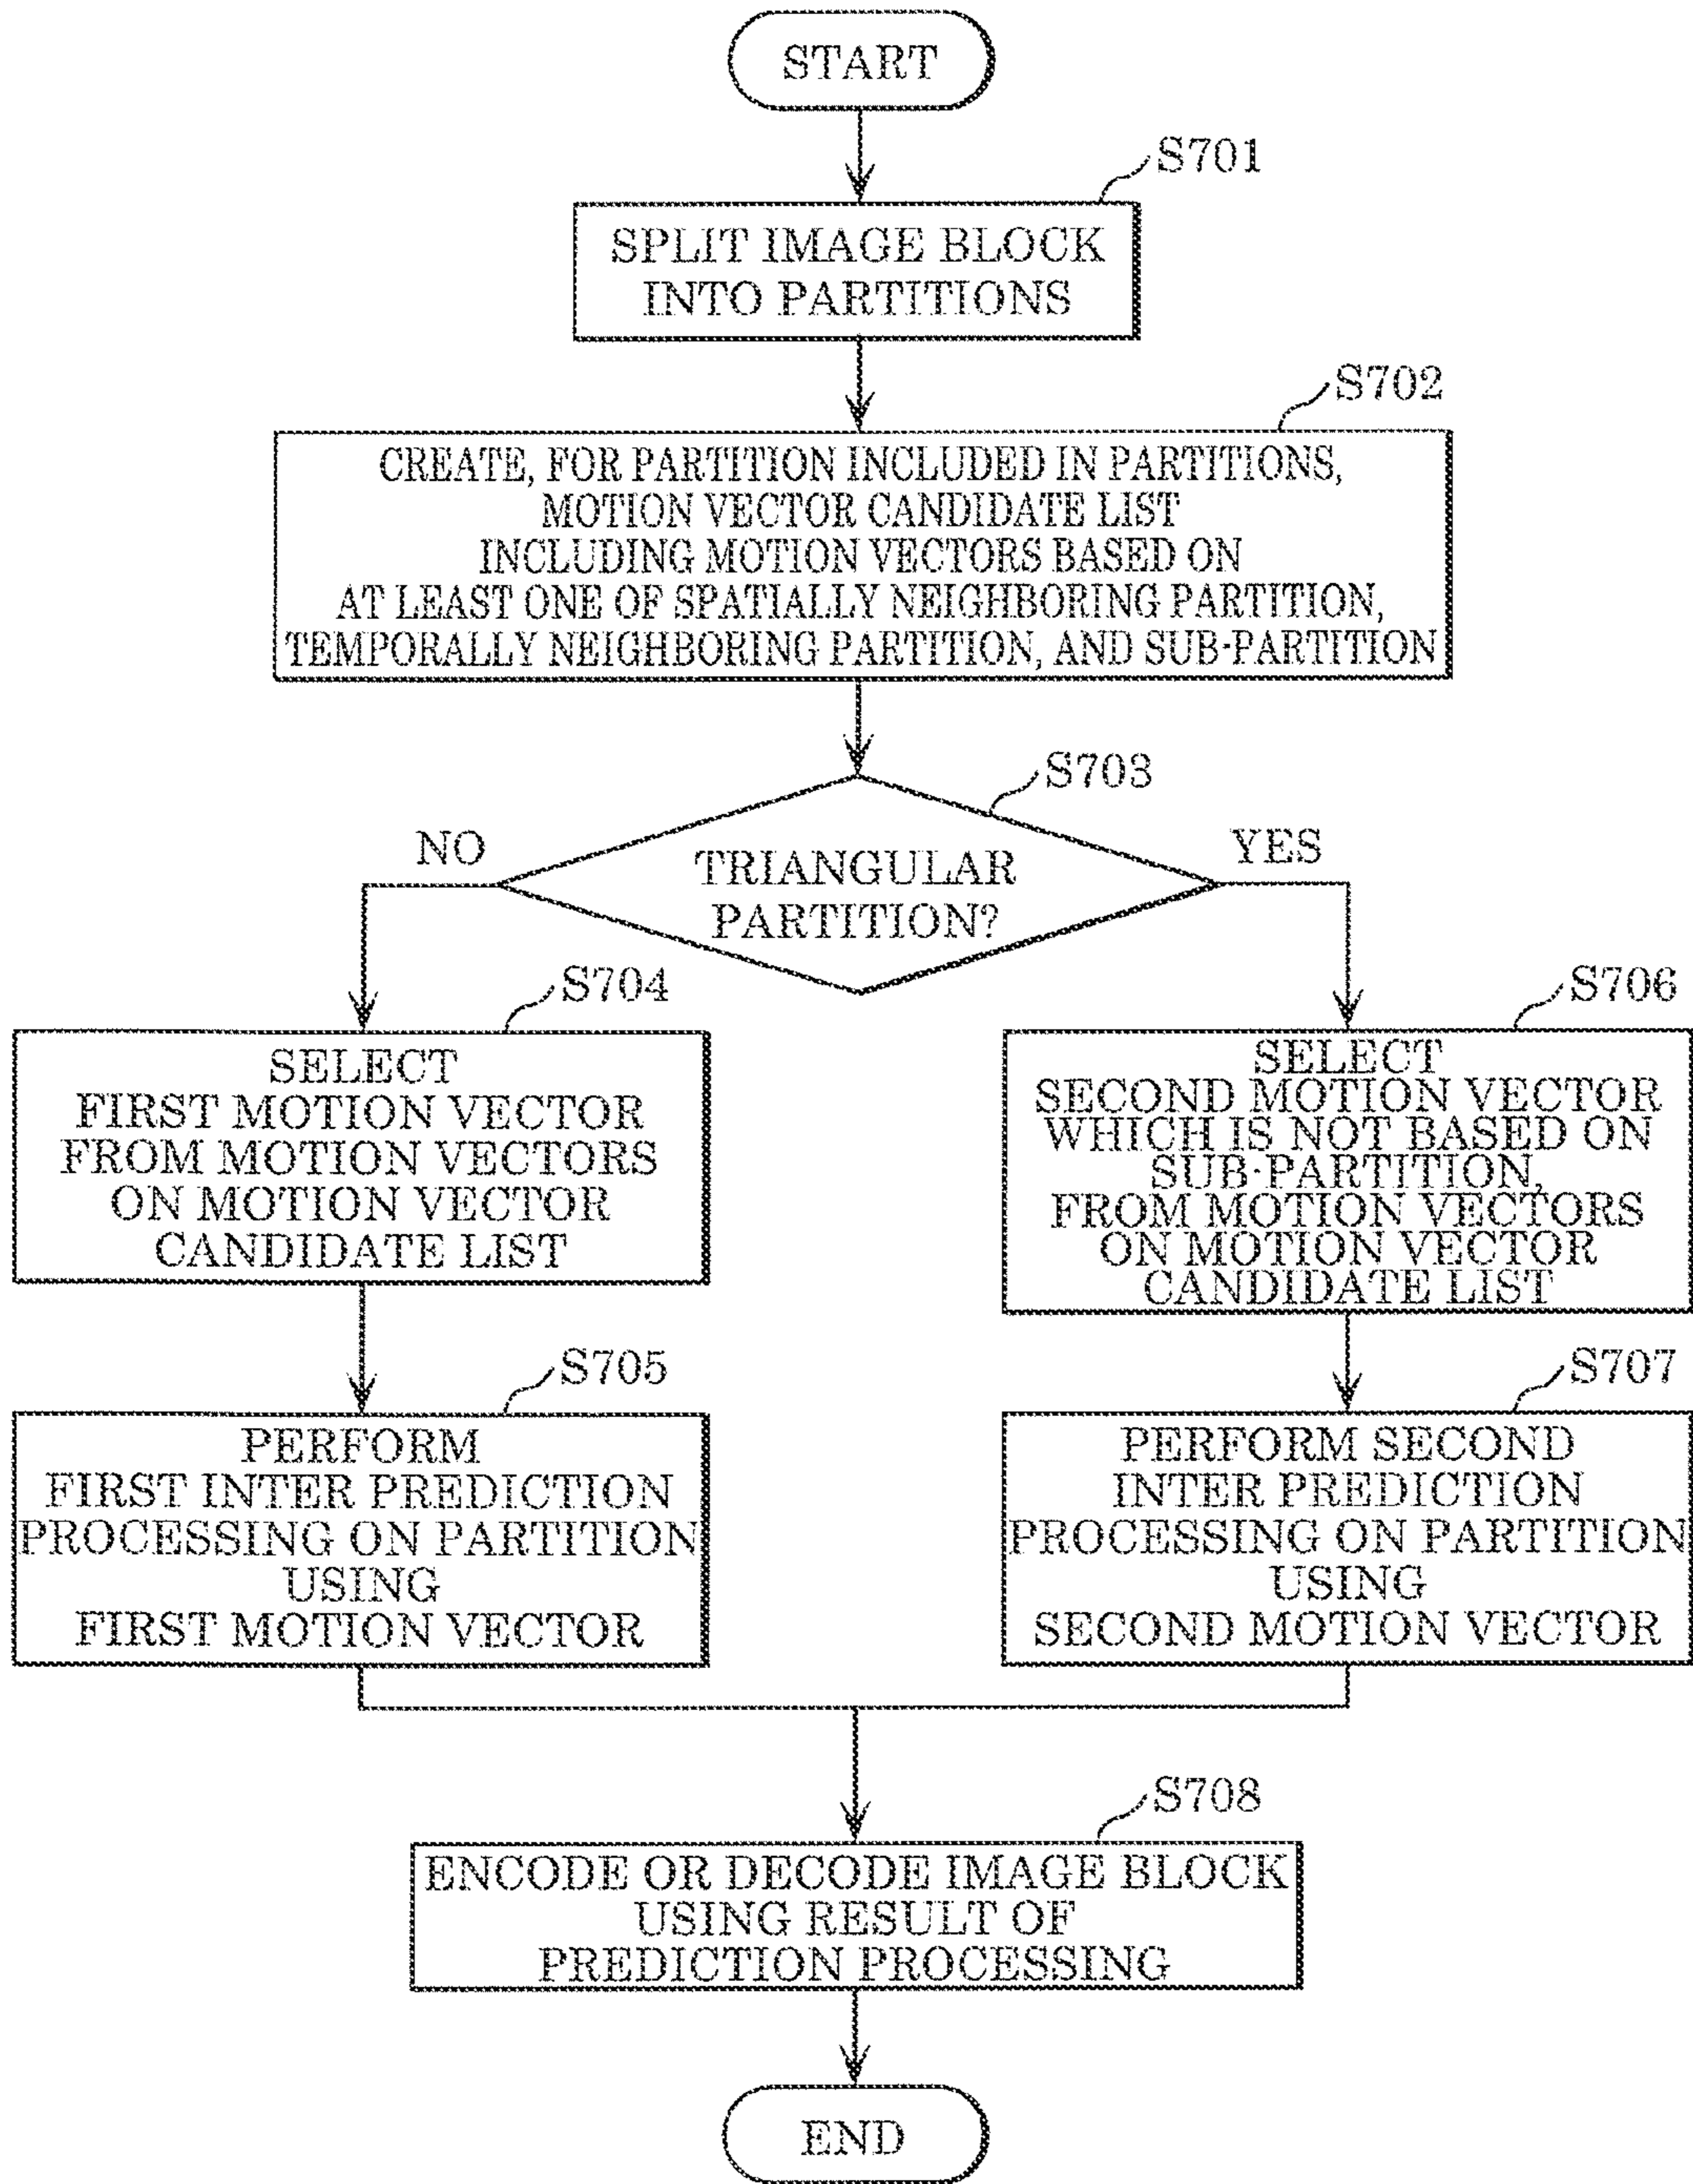 START
S701
SPLIT IMAGE BLOCK
INTO PARTITIONS
S702
CREATE, FOR PARTITION INCLUDED IN PARTITIONS,
MOTION VECTOR CANDIDATE LIST
INCLUDING MOTION VECTORS BASED ON
AT LEAST ONE OF SPATIALLY NEIGHBORING PARTITION,
TEMPORALLY NEIGHBORING PARTITION, AND SUB-PARTITION
S703
NO
YES
TRIANGULAR
PARTITION?
S704
SELECT
FIRST MOTION VECTOR
FROM MOTION VECTORS
ON MOTION VECTOR
CANDIDATE LIST
S706
SELECT
SECOND MOTION VECTOR
WHICH IS NOT BASED ON
SUB-PARTITION,
FROM MOTION VECTORS
ON MOTION VECTOR
CANDIDATE LIST
S705
PERFORM
FIRST INTER PREDICTION
PROCESSING ON PARTITION
USING
FIRST MOTION VECTOR
S707
PERFORM SECOND
INTER PREDICTION
PROCESSING ON PARTITION
USING
SECOND MOTION VECTOR
S708
ENCODE OR DECODE IMAGE BLOCK
USING RESULT OF
PREDICTION PROCESSING
END